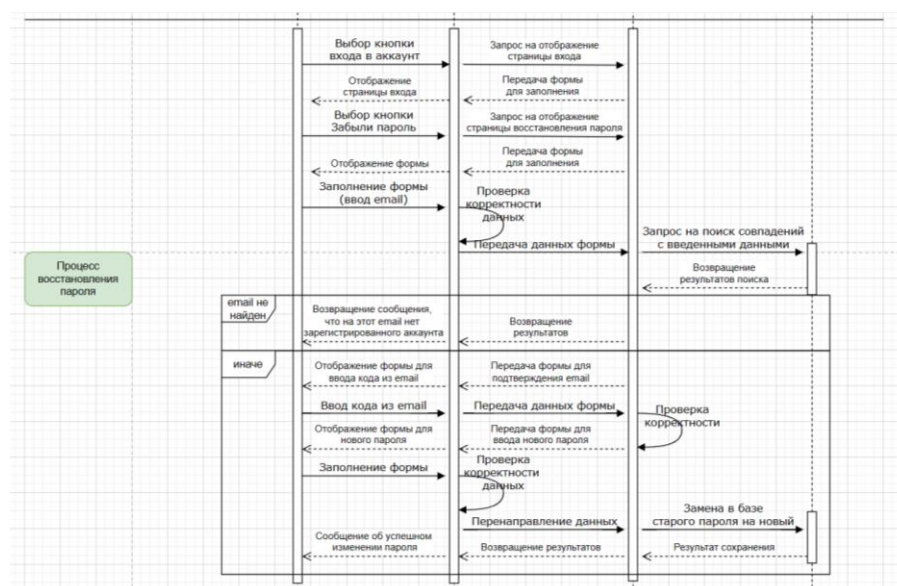 Выбор кнопки
входа в аккаунт
Запрос на отображение
страницы входа
Отображение
страницы входа
Передача формы
для заполнения
Выбор кнопки
Забыли пароль
Запрос на отображение
страницы восстановления пароля
Отображение формы
Передача формы
для заполнения
Заполнение формы
(ввод email)
Проверка
корректности
данных
Передача данных формы
Запрос на поиск совпадений
с введенными данными
Процесс
восстановления
пароля
Возвращение
результатов поиска
email не
найден
Возвращение сообщения,
что на этот email нет
зарегистрированного аккаунта
Возвращение
результатов
иначе
Отображение формы для
ввода кода из email
Передача формы для
подтверждения email
Ввод кода из email
Передача данных формы
Проверка
корректности
Отображение формы для
нового пароля
Передача формы для
ввода нового пароля
Заполнение формы
Проверка
корректности
данных
Перенаправление данных
Замена в базе
старого пароля на новый
Сообщение об успешном
изменении пароля
Возвращение результатов
Результат сохранения